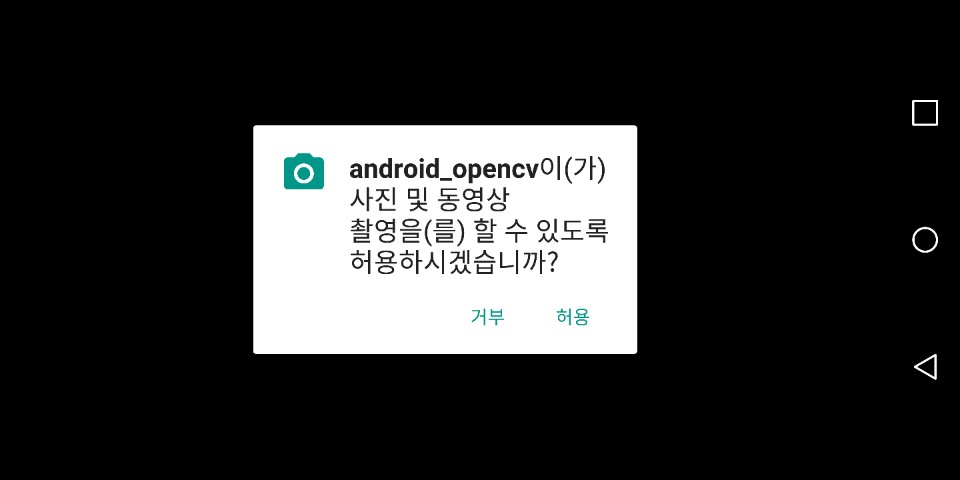 android_opencv이(가)
사진 및 동영상
촬영을(를) 할 수 있도록
허용하시겠습니까?
거부 허용